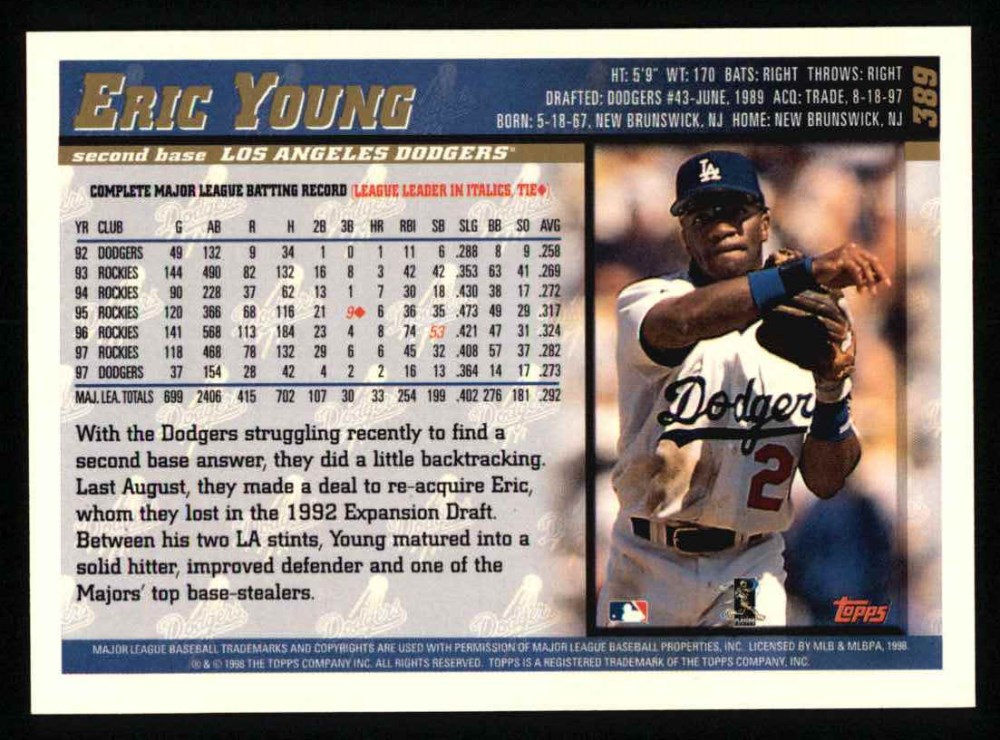 ERIC YOUNG
HT: 5'9" WT: 170 BATS: RIGHT THROWS: RIGHT
DRAFTED: DODGERS #43-JUNE, 1989 ACQ: TRADE, 8-18-97
BORN: 5-18-67, NEW BRUNSWICK, NJ HOME: NEW BRUNSWICK, NJ
389
second base LOS ANGELES DODGERS
COMPLETE MAJOR LEAGUE BATTING RECORD (LEAGUE LEADER IN ITALICS, TIE♦)
YR CLUB G AB R H 2B 3B HR RBI SB SLG BB SO AVG
92 DODGERS 49 132 9 34 1 0 1 11 6 .288 8 9 .258
93 ROCKIES 144 490 82 132 16 8 3 42 42 .353 63 41 .269
94 ROCKIES 90 228 37 62 13 1 7 30 18 .430 38 17 .272
95 ROCKIES 120 366 68 116 21 9♦ 6 36 35 .473 49 29 .317
96 ROCKIES 141 568 113 184 23 4 8 74 53 .421 47 31 .324
97 ROCKIES 118 468 78 132 29 6 6 45 32 .408 57 37 .282
97 DODGERS 37 154 28 42 4 2 2 16 13 .364 14 17 .273
MAJ. LEA. TOTALS 699 2406 415 702 107 30 33 254 199 .402 276 181 .292
With the Dodgers struggling recently to find a
second base answer, they did a little backtracking.
Last August, they made a deal to re-acquire Eric,
whom they lost in the 1992 Expansion Draft.
Between his two LA stints, Young matured into a
solid hitter, improved defender and one of the
Majors' top base-stealers.
LA
Dodgers
2
Topps
MAJOR LEAGUE BASEBALL TRADEMARKS AND COPYRIGHTS ARE USED WITH PERMISSION OF MAJOR LEAGUE BASEBALL PROPERTIES, INC. LICENSED BY MLB & MLBPA, 1998
® & © 1998 THE TOPPS COMPANY INC. ALL RIGHTS RESERVED. TOPPS IS A REGISTERED TRADEMARK OF THE TOPPS COMPANY, INC.